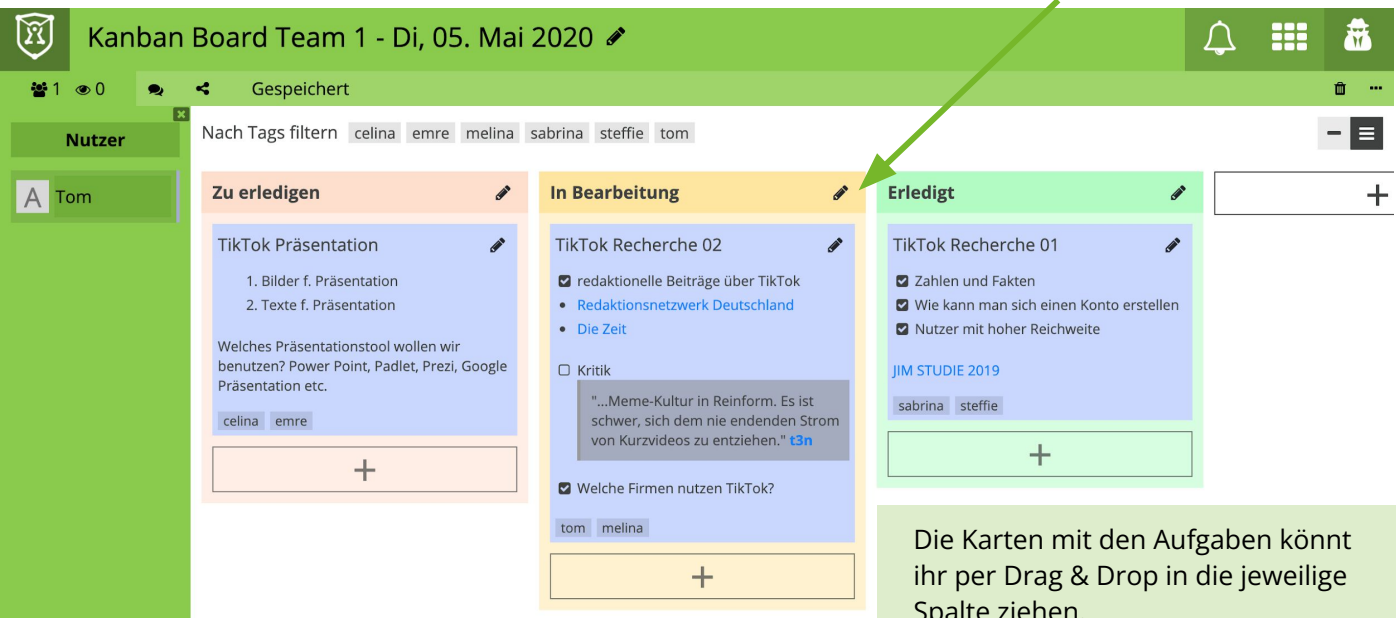 Kanban Board Team 1 - Di, 05. Mai 2020
1 0 Gespeichert
Nutzer
A Tom
Nach Tags filtern celina emre melina sabrina steffie tom
Zu erledigen
TikTok Präsentation
1. Bilder f. Präsentation
2. Texte f. Präsentation
Welches Präsentationstool wollen wir
benutzen? Power Point, Padlet, Prezi, Google
Präsentation etc.
celina emre
+
In Bearbeitung
TikTok Recherche 02
redaktionelle Beiträge über TikTok
• Redaktionsnetzwerk Deutschland
• Die Zeit
Kritik
"...Meme-Kultur in Reinform. Es ist
schwer, sich dem nie endenden Strom
von Kurzvideos zu entziehen." t3n
Welche Firmen nutzen TikTok?
tom melina
+
Erledigt
TikTok Recherche 01
Zahlen und Fakten
Wie kann man sich einen Konto erstellen
Nutzer mit hoher Reichweite
JIM STUDIE 2019
sabrina steffie
+
+
Die Karten mit den Aufgaben könnt
ihr per Drag & Drop in die jeweilige
Spalte ziehen